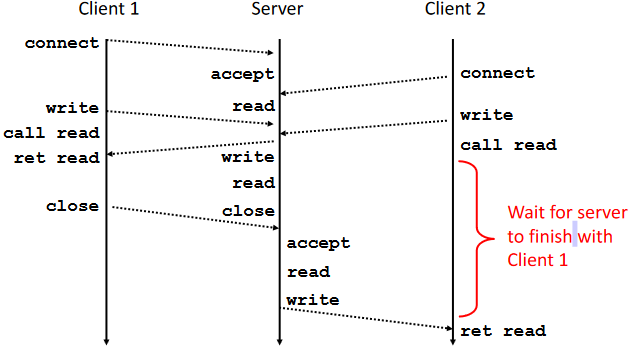 Client 1
Server
Client 2
connect
accept
connect
read
write
write
call read
call read
ret read
write
read
close
close
Wait for server
to finish with
Client 1
accept
read
write
ret read